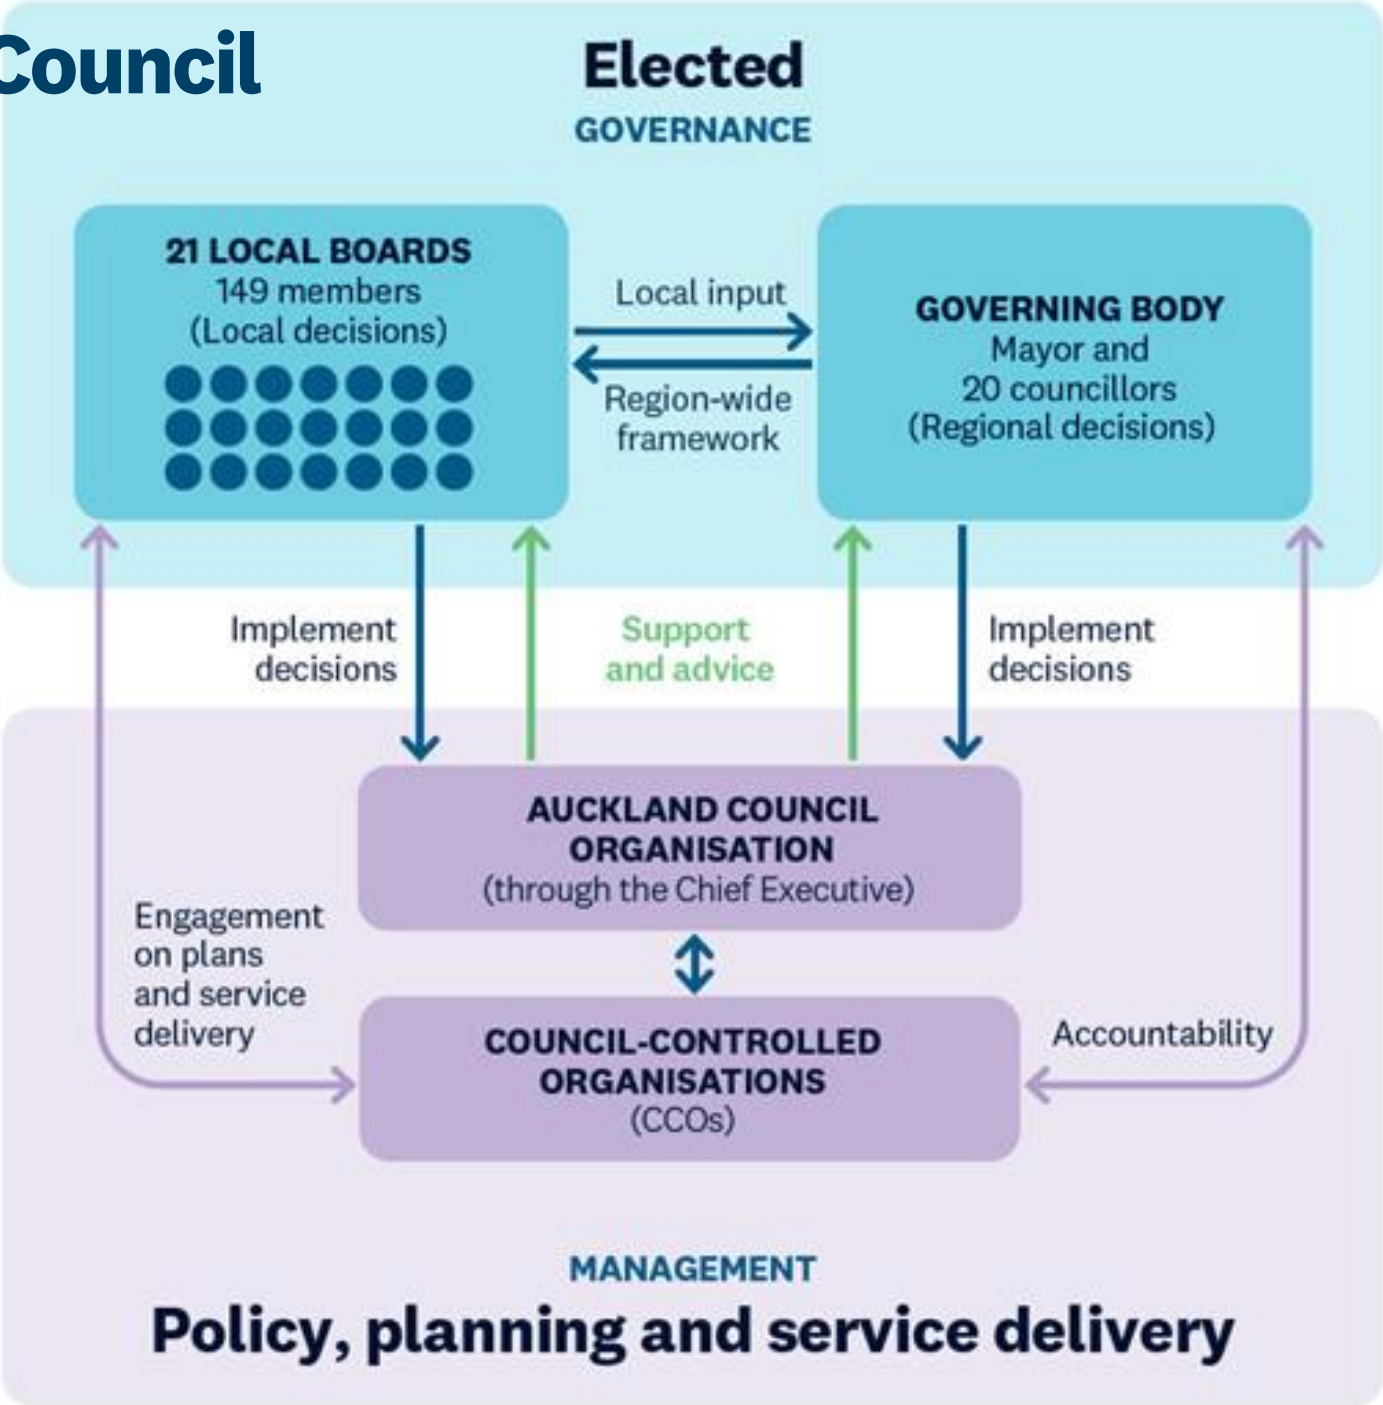 Council
Elected
GOVERNANCE
21 LOCAL BOARDS
149 members
(Local decisions)
Local input
Region-wide
framework
GOVERNING BODY
Mayor and
20 councillors
(Regional decisions)
Implement
decisions
Support
and advice
Implement
decisions
AUCKLAND COUNCIL
ORGANISATION
(through the Chief Executive)
Engagement
on plans
and service
delivery
COUNCIL-CONTROLLED
ORGANISATIONS
(CCOs)
Accountability
MANAGEMENT
Policy, planning and service delivery